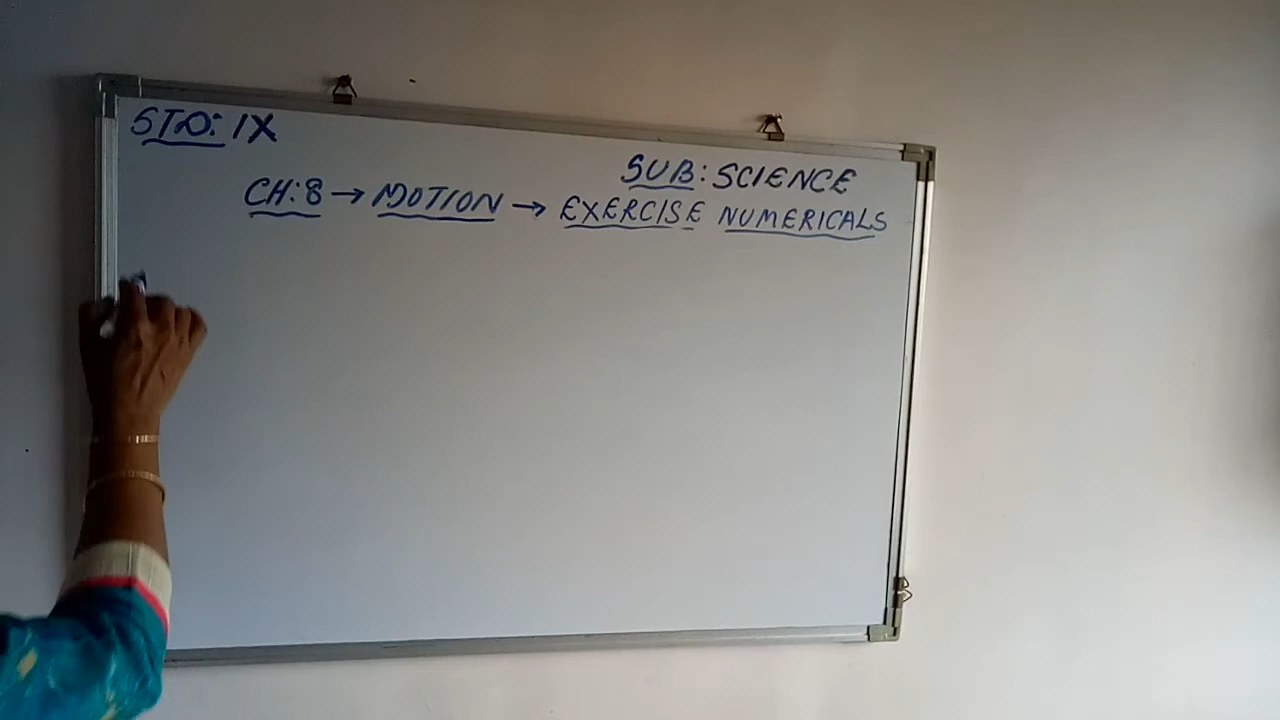 STD: IX
SUB: SCIENCE
CH: 8 → MOTION → EXERCISE NUMERICALS